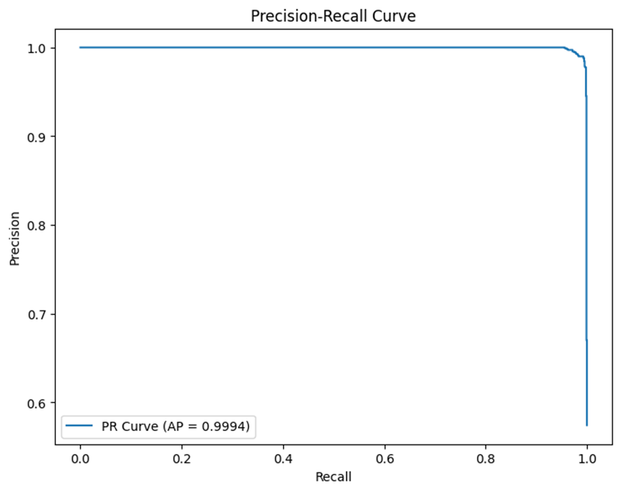 Precision-Recall Curve
1.0
0.9
0.8
0.7
0.6
Precision
PR Curve (AP = 0.9994)
0.0 0.2 0.4 0.6 0.8 1.0
Recall